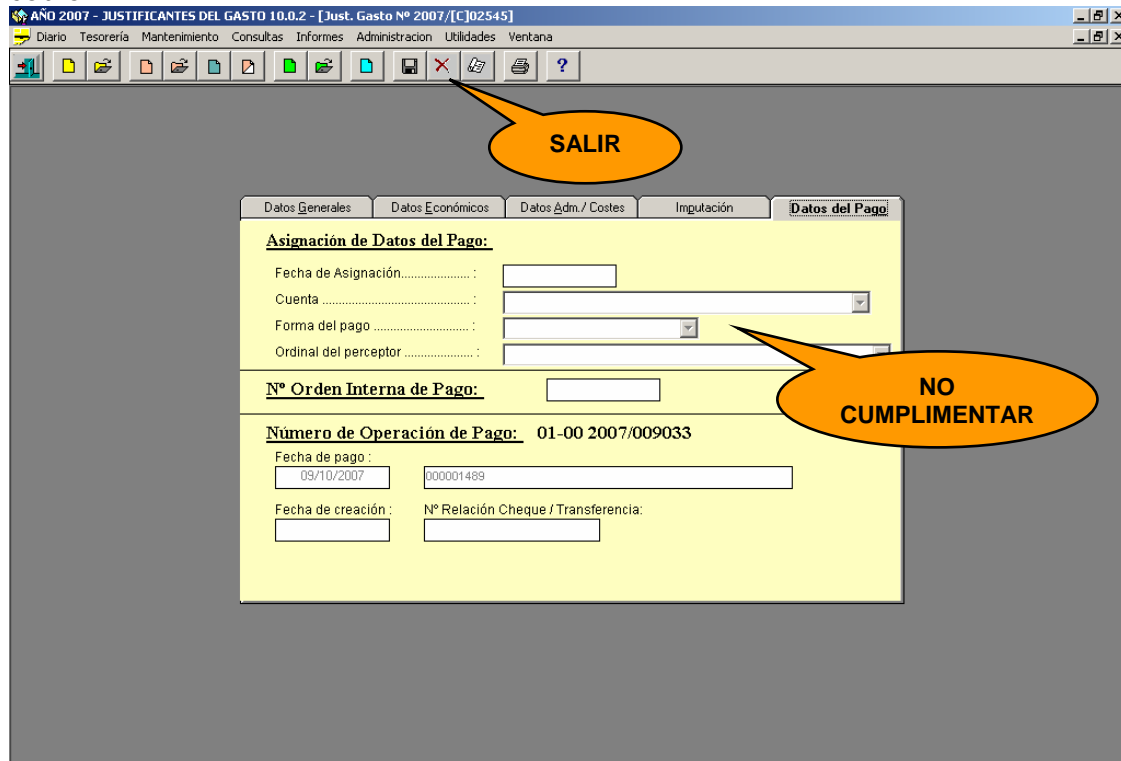 AÑO 2007 - JUSTIFICANTES DEL GASTO 10.0.2 - [Just. Gasto Nº 2007/[C]02545]
Diario Tesorería Mantenimiento Consultas Informes Administracion Utilidades Ventana
?
SALIR
Datos Generales Datos Económicos Datos Adm./ Costes Imputación Datos del Pago
Asignación de Datos del Pago:
Fecha de Asignación..................... :
Cuenta ............................................. :
Forma del pago ............................. :
Ordinal del perceptor ..................... :
NO
CUMPLIMENTAR
Nº Orden Interna de Pago:
Número de Operación de Pago: 01-00 2007/009033
Fecha de pago :
09/10/2007 000001489
Fecha de creación : Nº Relación Cheque / Transferencia: